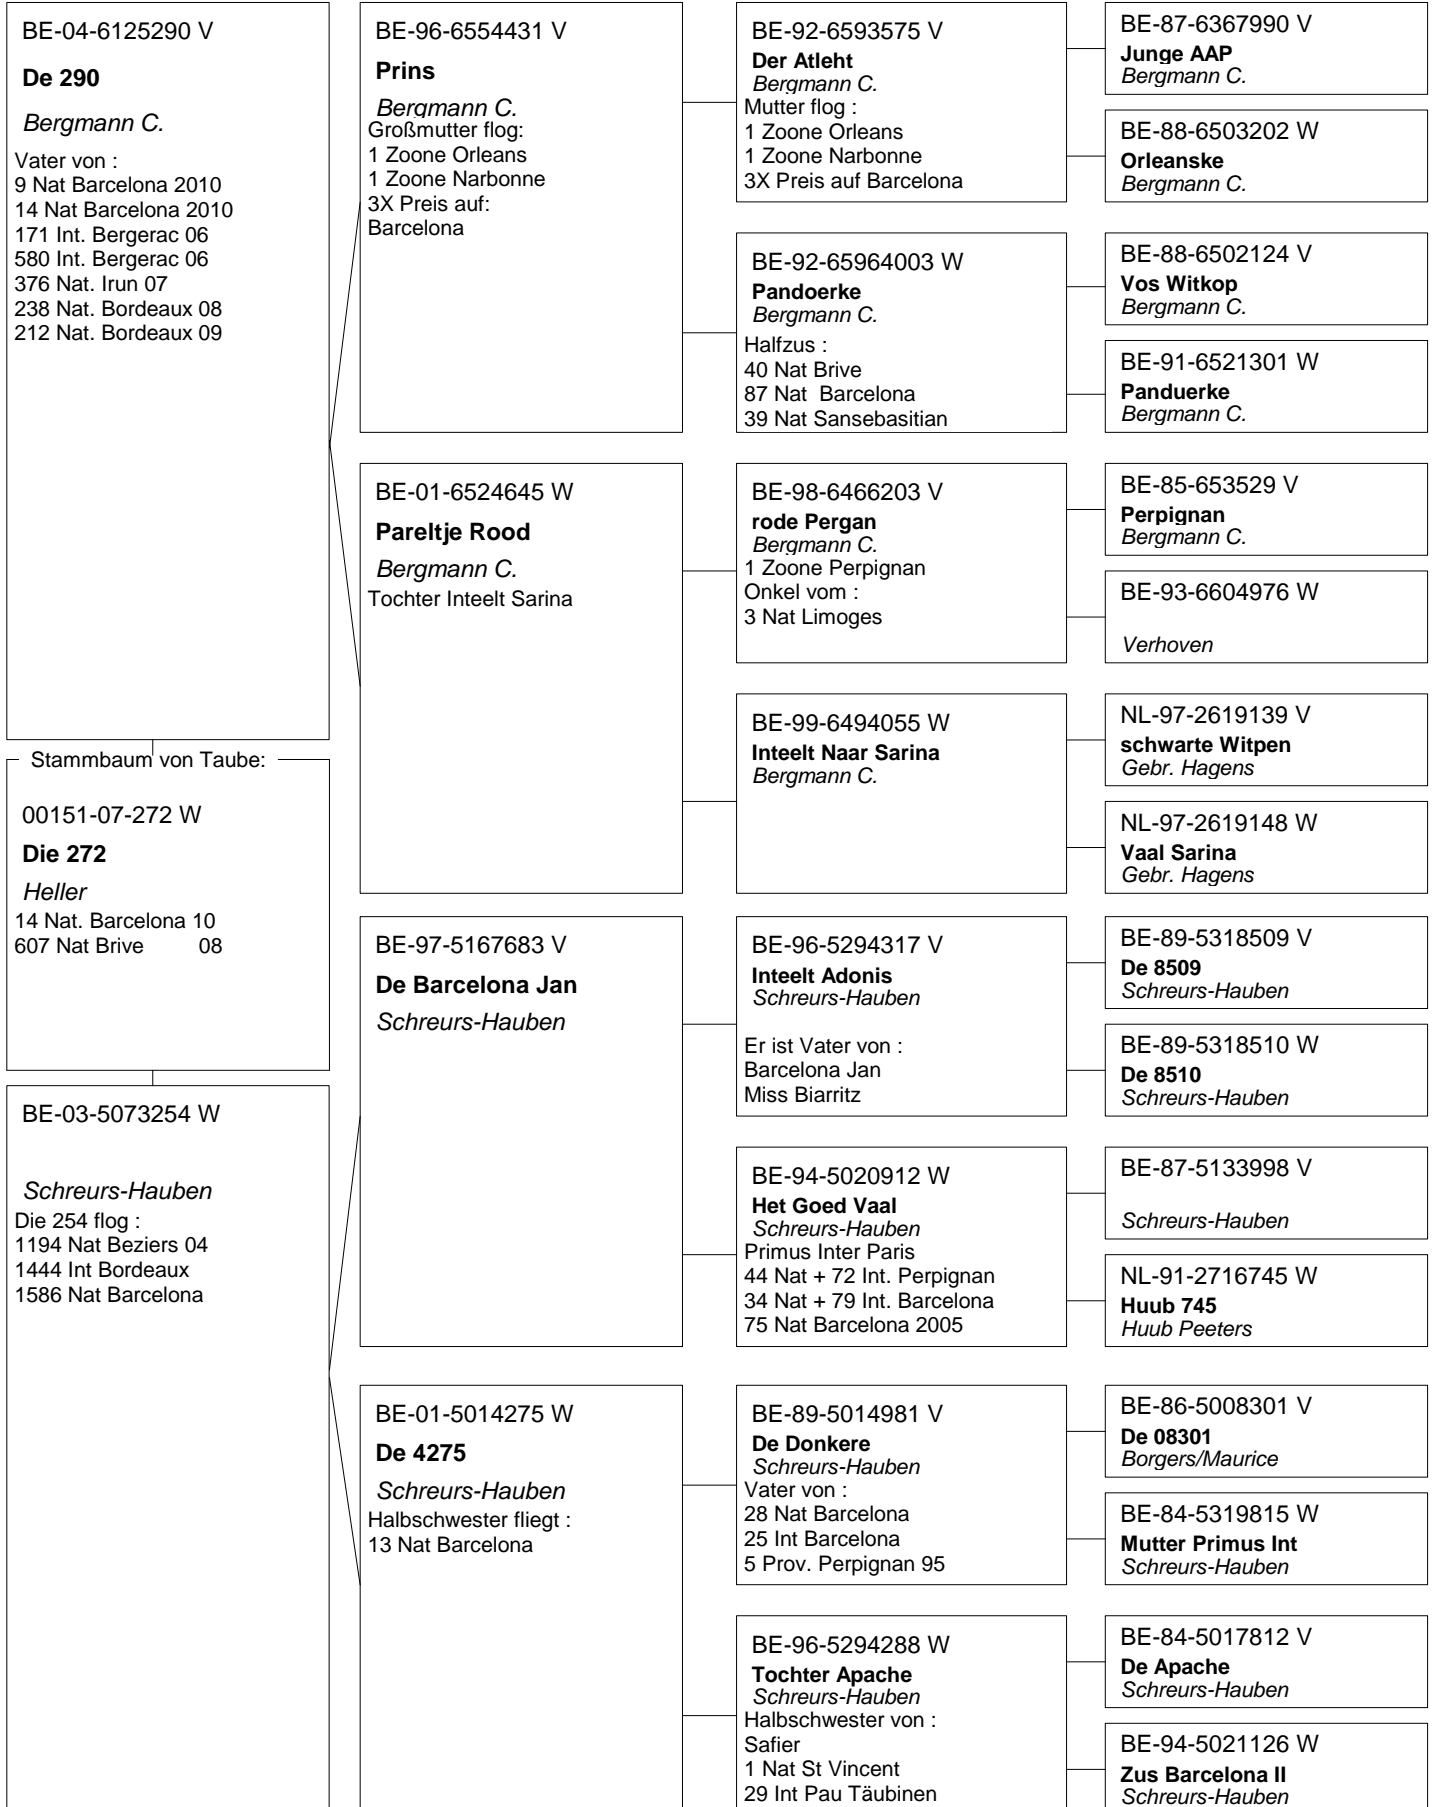 BE-04-6125290 V
De 290
Bergmann C.
Vater von :
9 Nat Barcelona 2010
14 Nat Barcelona 2010
171 Int. Bergerac 06
580 Int. Bergerac 06
376 Nat. Irun 07
238 Nat. Bordeaux 08
212 Nat. Bordeaux 09
Stammbaum von Taube:
00151-07-272 W
Die 272
Heller
14 Nat. Barcelona 10
607 Nat Brive 08
BE-03-5073254 W
Schreurs-Hauben
Die 254 flog :
1194 Nat Beziers 04
1444 Int Bordeaux
1586 Nat Barcelona
BE-96-6554431 V
Prins
Bergmann C.
Großmutter flog:
1 Zoone Orleans
1 Zoone Narbonne
3X Preis auf:
Barcelona
BE-01-6524645 W
Pareltje Rood
Bergmann C.
Tochter Inteelt Sarina
BE-97-5167683 V
De Barcelona Jan
Schreurs-Hauben
BE-01-5014275 W
De 4275
Schreurs-Hauben
Halbschwester fliegt :
13 Nat Barcelona
BE-92-6593575 V
Der Atleht
Bergmann C.
Mutter flog :
1 Zoone Orleans
1 Zoone Narbonne
3X Preis auf Barcelona
BE-92-65964003 W
Pandoerke
Bergmann C.
Halfzus :
40 Nat Brive
87 Nat Barcelona
39 Nat Sansebasitian
BE-98-6466203 V
rode Pergan
Bergmann C.
1 Zoone Perpignan
Onkel vom :
3 Nat Limoges
BE-99-6494055 W
Inteelt Naar Sarina
Bergmann C.
BE-96-5294317 V
Inteelt Adonis
Schreurs-Hauben
Er ist Vater von :
Barcelona Jan
Miss Biarritz
BE-94-5020912 W
Het Goed Vaal
Schreurs-Hauben
Primus Inter Paris
44 Nat + 72 Int. Perpignan
34 Nat + 79 Int. Barcelona
75 Nat Barcelona 2005
BE-89-5014981 V
De Donkere
Schreurs-Hauben
Vater von :
28 Nat Barcelona
25 Int Barcelona
5 Prov. Perpignan 95
BE-96-5294288 W
Tochter Apache
Schreurs-Hauben
Halbschwester von :
Safier
1 Nat St Vincent
29 Int Pau Täubinen
BE-87-6367990 V
Junge AAP
Bergmann C.
BE-88-6503202 W
Orleanske
Bergmann C.
BE-88-6502124 V
Vos Witkop
Bergmann C.
BE-91-6521301 W
Panduerke
Bergmann C.
BE-85-653529 V
Perpignan
Bergmann C.
BE-93-6604976 W
Verhoven
NL-97-2619139 V
schwarte Witpen
Gebr. Hagens
NL-97-2619148 W
Vaal Sarina
Gebr. Hagens
BE-89-5318509 V
De 8509
Schreurs-Hauben
BE-89-5318510 W
De 8510
Schreurs-Hauben
BE-87-5133998 V
Schreurs-Hauben
NL-91-2716745 W
Huub 745
Huub Peeters
BE-86-5008301 V
De 08301
Borgers/Maurice
BE-84-5319815 W
Mutter Primus Int
Schreurs-Hauben
BE-84-5017812 V
De Apache
Schreurs-Hauben
BE-94-5021126 W
Zus Barcelona II
Schreurs-Hauben